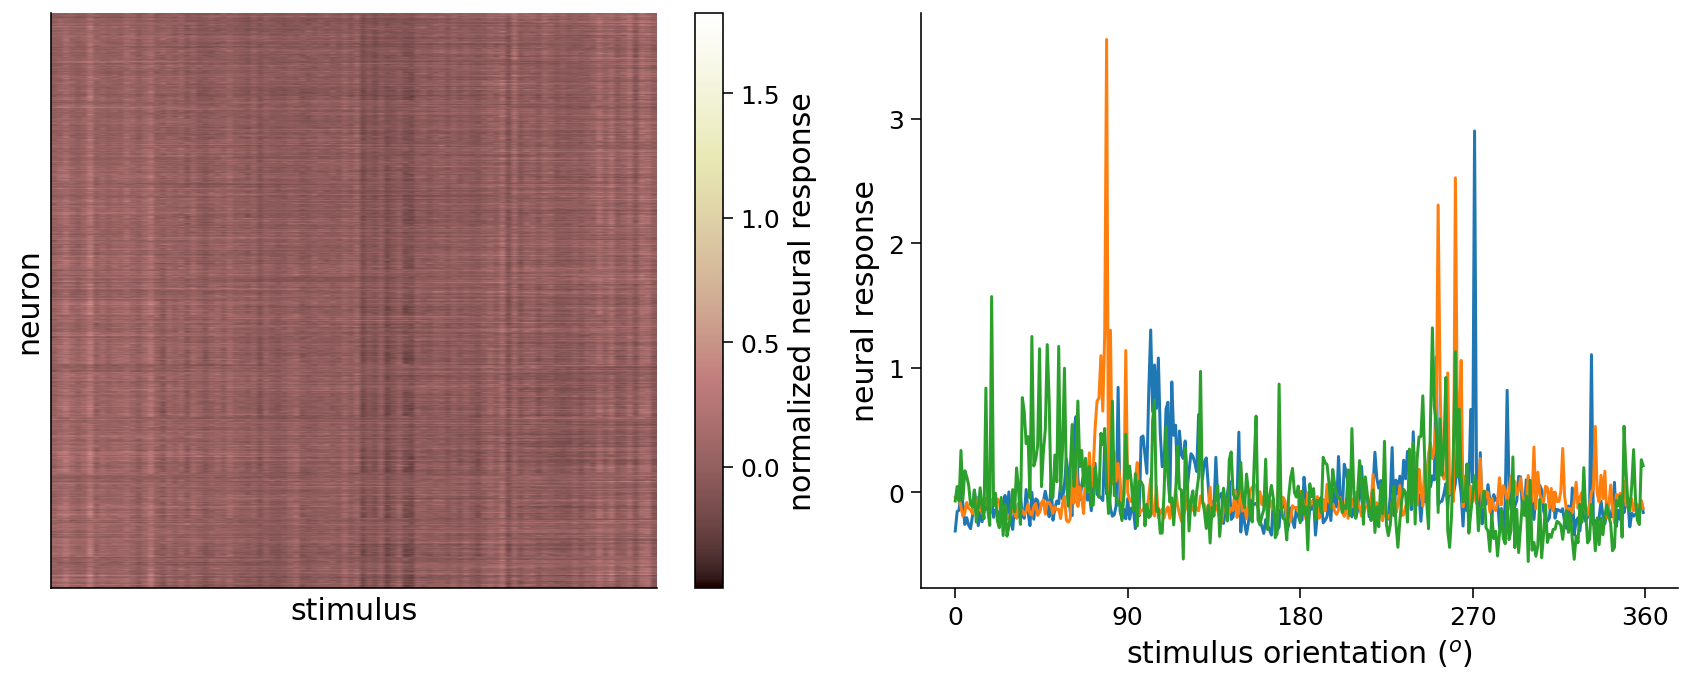 neuron
stimulus
1.5
1.0
0.5
0.0
normalized neural response
neural response
3
2
1
0
0 90 180 270 360
stimulus orientation (°)